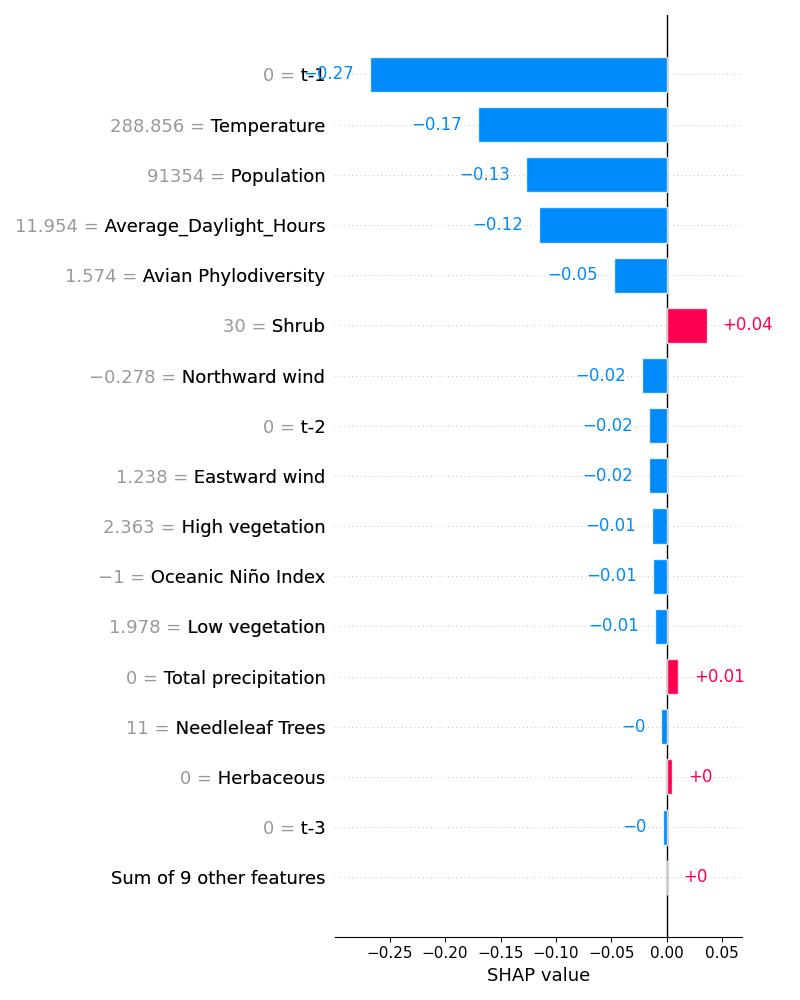 0 = t-1 −0.27
288.856 = Temperature −0.17
91354 = Population −0.13
11.954 = Average_Daylight_Hours −0.12
1.574 = Avian Phylodiversity −0.05
30 = Shrub +0.04
−0.278 = Northward wind −0.02
0 = t-2 −0.02
1.238 = Eastward wind −0.02
2.363 = High vegetation −0.01
−1 = Oceanic Niño Index −0.01
1.978 = Low vegetation −0.01
0 = Total precipitation +0.01
11 = Needleleaf Trees −0
0 = Herbaceous +0
0 = t-3 −0
Sum of 9 other features +0
−0.25 −0.20 −0.15 −0.10 −0.05 0.00 0.05
SHAP value